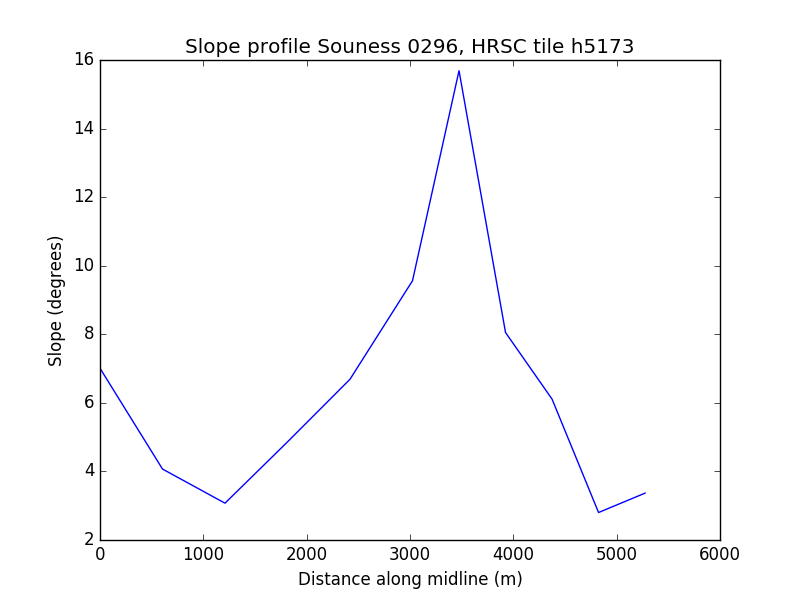 Slope profile Souness 0296, HRSC tile h5173
16
14
12
10
8
6
4
2
Slope (degrees)
0 1000 2000 3000 4000 5000 6000
Distance along midline (m)